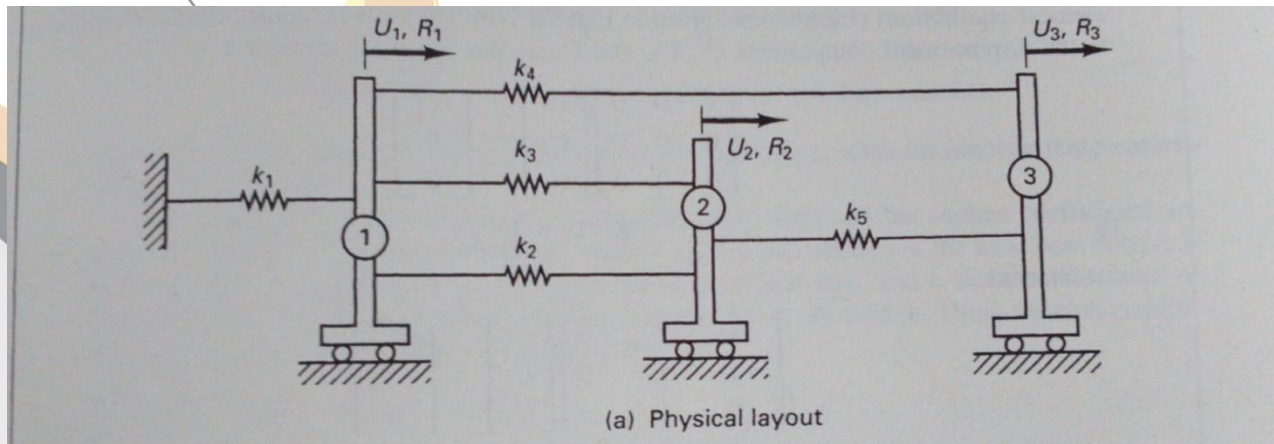 U₁, R₁
U₃, R₃
k₄
U₂, R₂
k₃
k₁
3
2
k₅
1
k₂
(a) Physical layout